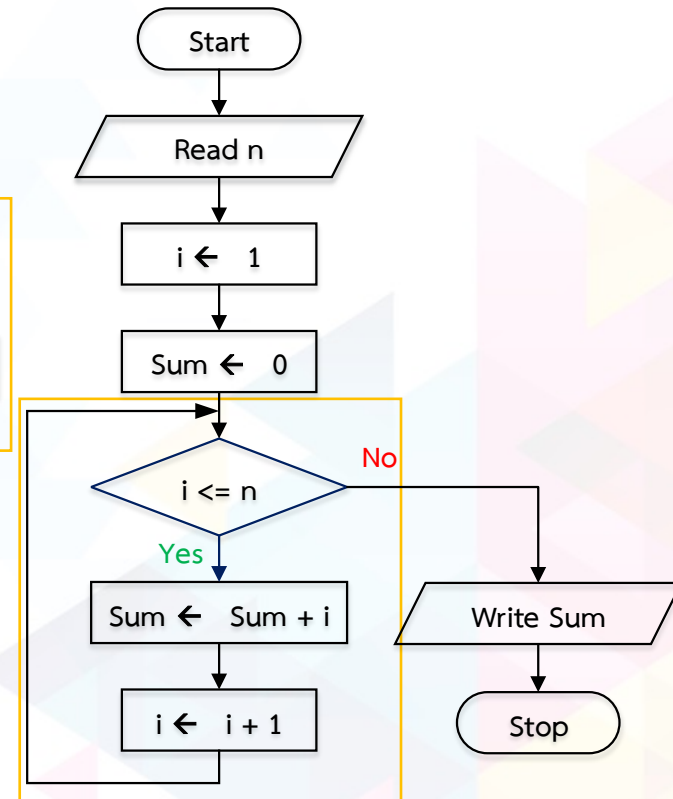 Start
Read n
i ← 1
Sum ← 0
i <= n
No
Yes
Sum ← Sum + i
Write Sum
i ← i + 1
Stop